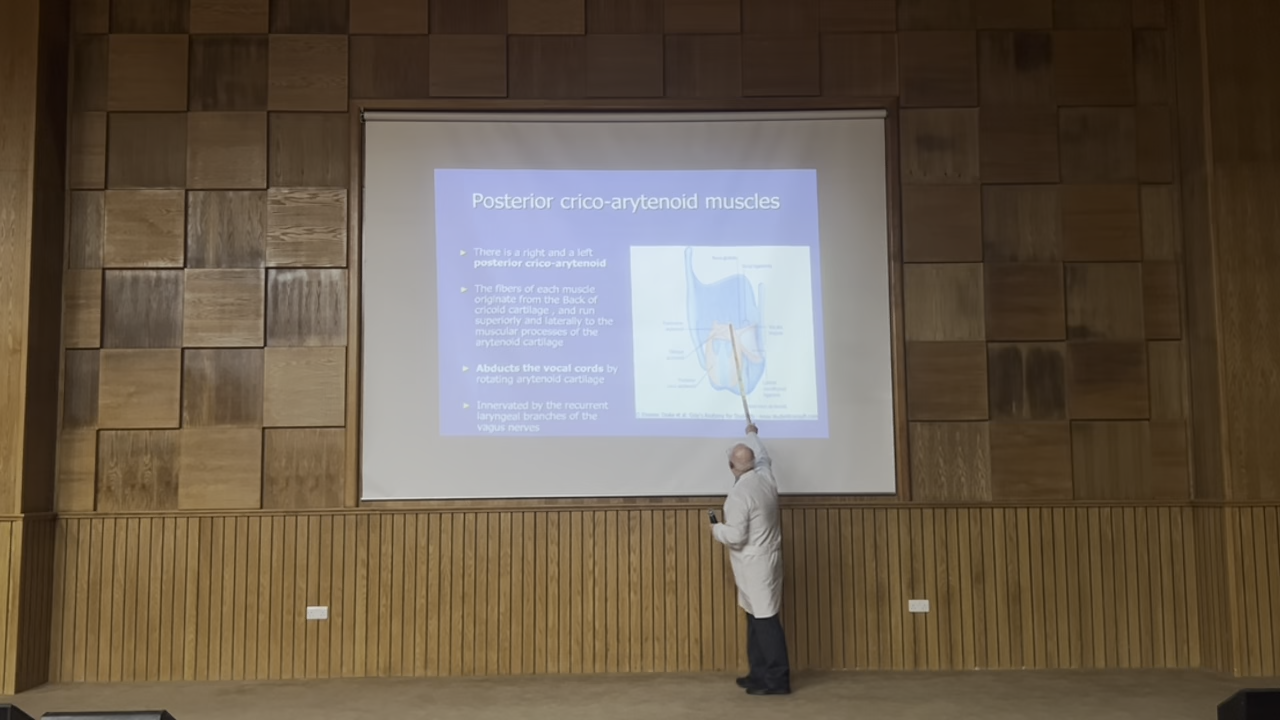 Posterior crico-arytenoid muscles
There is a right and a left
posterior crico-arytenoid
The fibers of each muscle
originate from the Back of
cricoid cartilage , and run
superiorly and laterally to the
muscular processes of the
arytenoid cartilage
Abducts the vocal cords by
rotating arytenoid cartilage
Innervated by the recurrent
laryngeal branches of the
vagus nerves